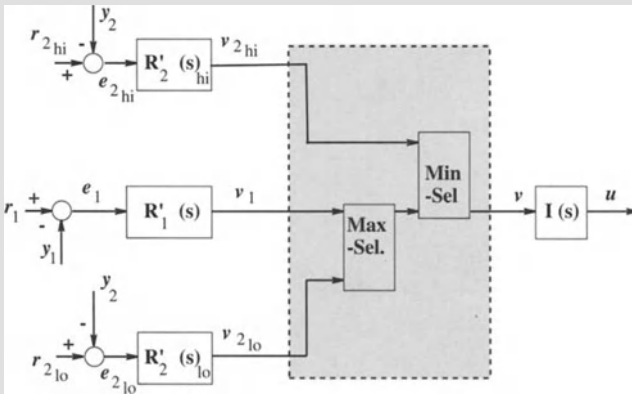 y2
r2hi
-
+
e2hi
R'2 (s)hi
v2hi
Min
-Sel
r1
+
-
e1
R'1 (s)
v1
v
I (s)
u
y1
Max
-Sel.
y2
-
+
r2lo
e2lo
R'2 (s)lo
v2lo